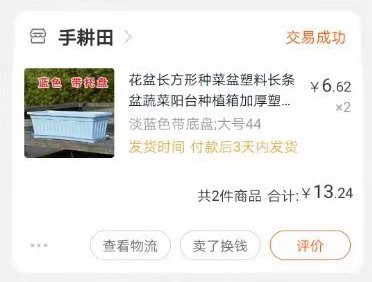 手耕田
交易成功
蓝色 带托盘
花盆长方形种菜盆塑料长条
盆蔬菜阳台种植箱加厚塑...
¥6.62
×2
淡蓝色带底盘;大号44
发货时间 付款后3天内发货
共2件商品 合计:¥13.24
查看物流
卖了换钱
评价